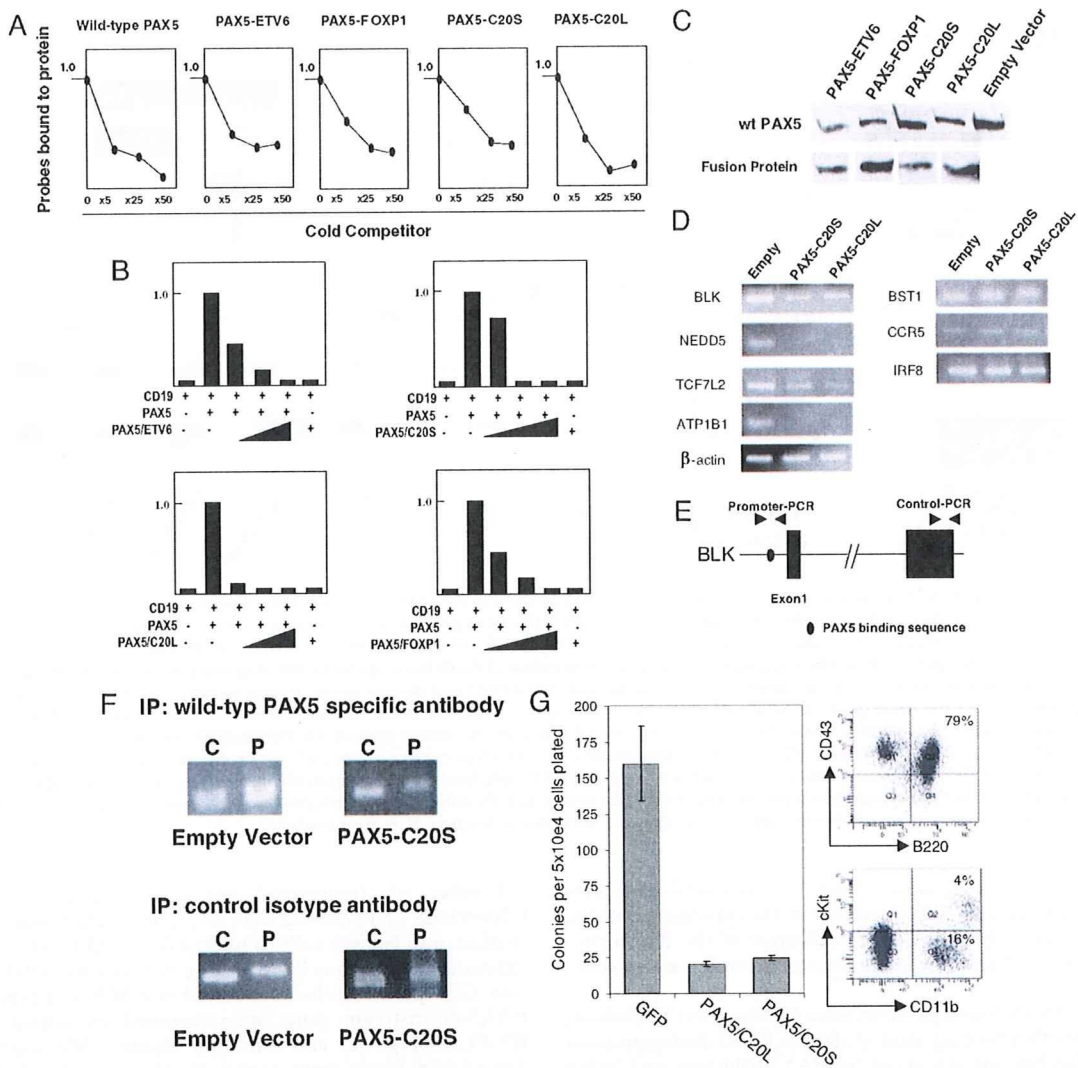 A
Wild-type PAX5
PAX5-ETV6
PAX5-FOXP1
PAX5-C20S
PAX5-C20L
Probes bound to protein
1.0
1.0
1.0
1.0
1.0
0 x5 x25 x50
0 x5 x25 x50
0 x5 x25 x50
0 x5 x25 x50
0 x5 x25 x50
Cold Competitor
B
1.0
CD19 + + + + + +
PAX5 - + + + + -
PAX5/ETV6 - - +
1.0
CD19 + + + + + +
PAX5 - + + + + -
PAX5/C20S - - +
1.0
CD19 + + + + + +
PAX5 - + + + + -
PAX5/C20L - - +
1.0
CD19 + + + + + +
PAX5 - + + + + -
PAX5/FOXP1 - - +
C
PAX5-ETV6
PAX5-FOXP1
PAX5-C20S
PAX5-C20L
Empty Vector
wt PAX5
Fusion Protein
D
Empty
PAX5-C20S
PAX5-C20L
BLK
NEDD5
TCF7L2
ATP1B1
β-actin
Empty
PAX5-C20S
PAX5-C20L
BST1
CCR5
IRF8
E
Promoter-PCR
Control-PCR
BLK
Exon1
PAX5 binding sequence
F
IP: wild-typ PAX5 specific antibody
C P
C P
Empty Vector
PAX5-C20S
IP: control isotype antibody
C P
C P
Empty Vector
PAX5-C20S
G
Colonies per 5x10e4 cells plated
200
175
150
125
100
75
50
25
0
GFP
PAX5/C20L
PAX5/C20S
CD43
79%
Q3 Q4
B220
cKit
4%
Q1 Q2
16%
CD11b